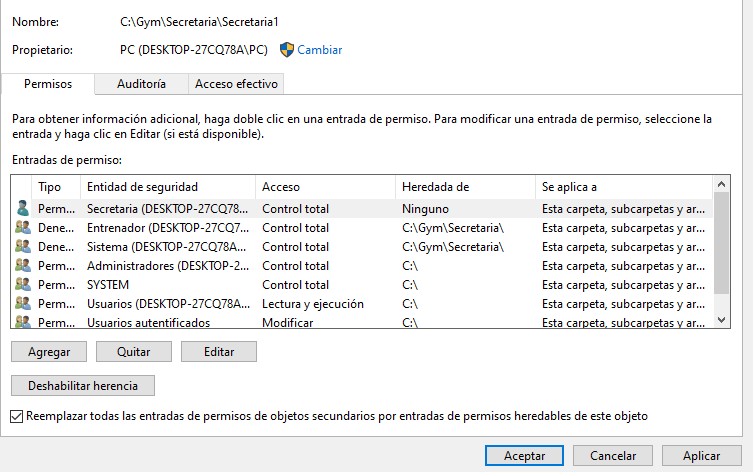 Nombre: C:\Gym\Secretaria\Secretaria1
Propietario: PC (DESKTOP-27CQ78A\PC) Cambiar
Permisos Auditoría Acceso efectivo
Para obtener información adicional, haga doble clic en una entrada de permiso. Para modificar una entrada de permiso, seleccione la
entrada y haga clic en Editar (si está disponible).
Entradas de permiso:
Tipo Entidad de seguridad Acceso Heredada de Se aplica a
Perm... Secretaria (DESKTOP-27CQ78... Control total Ninguno Esta carpeta, subcarpetas y ar...
Dene... Entrenador (DESKTOP-27CQ7... Control total C:\Gym\Secretaria\ Esta carpeta, subcarpetas y ar...
Dene... Sistema (DESKTOP-27CQ78A... Control total C:\Gym\Secretaria\ Esta carpeta, subcarpetas y ar...
Perm... Administradores (DESKTOP-2... Control total C:\ Esta carpeta, subcarpetas y ar...
Perm... SYSTEM Control total C:\ Esta carpeta, subcarpetas y ar...
Perm... Usuarios (DESKTOP-27CQ78A... Lectura y ejecución C:\ Esta carpeta, subcarpetas y ar...
Perm... Usuarios autentificados Modificar C:\ Esta carpeta, subcarpetas y ar...
Agregar Quitar Editar
Deshabilitar herencia
Reemplazar todas las entradas de permisos de objetos secundarios por entradas de permisos heredables de este objeto
Aceptar Cancelar Aplicar